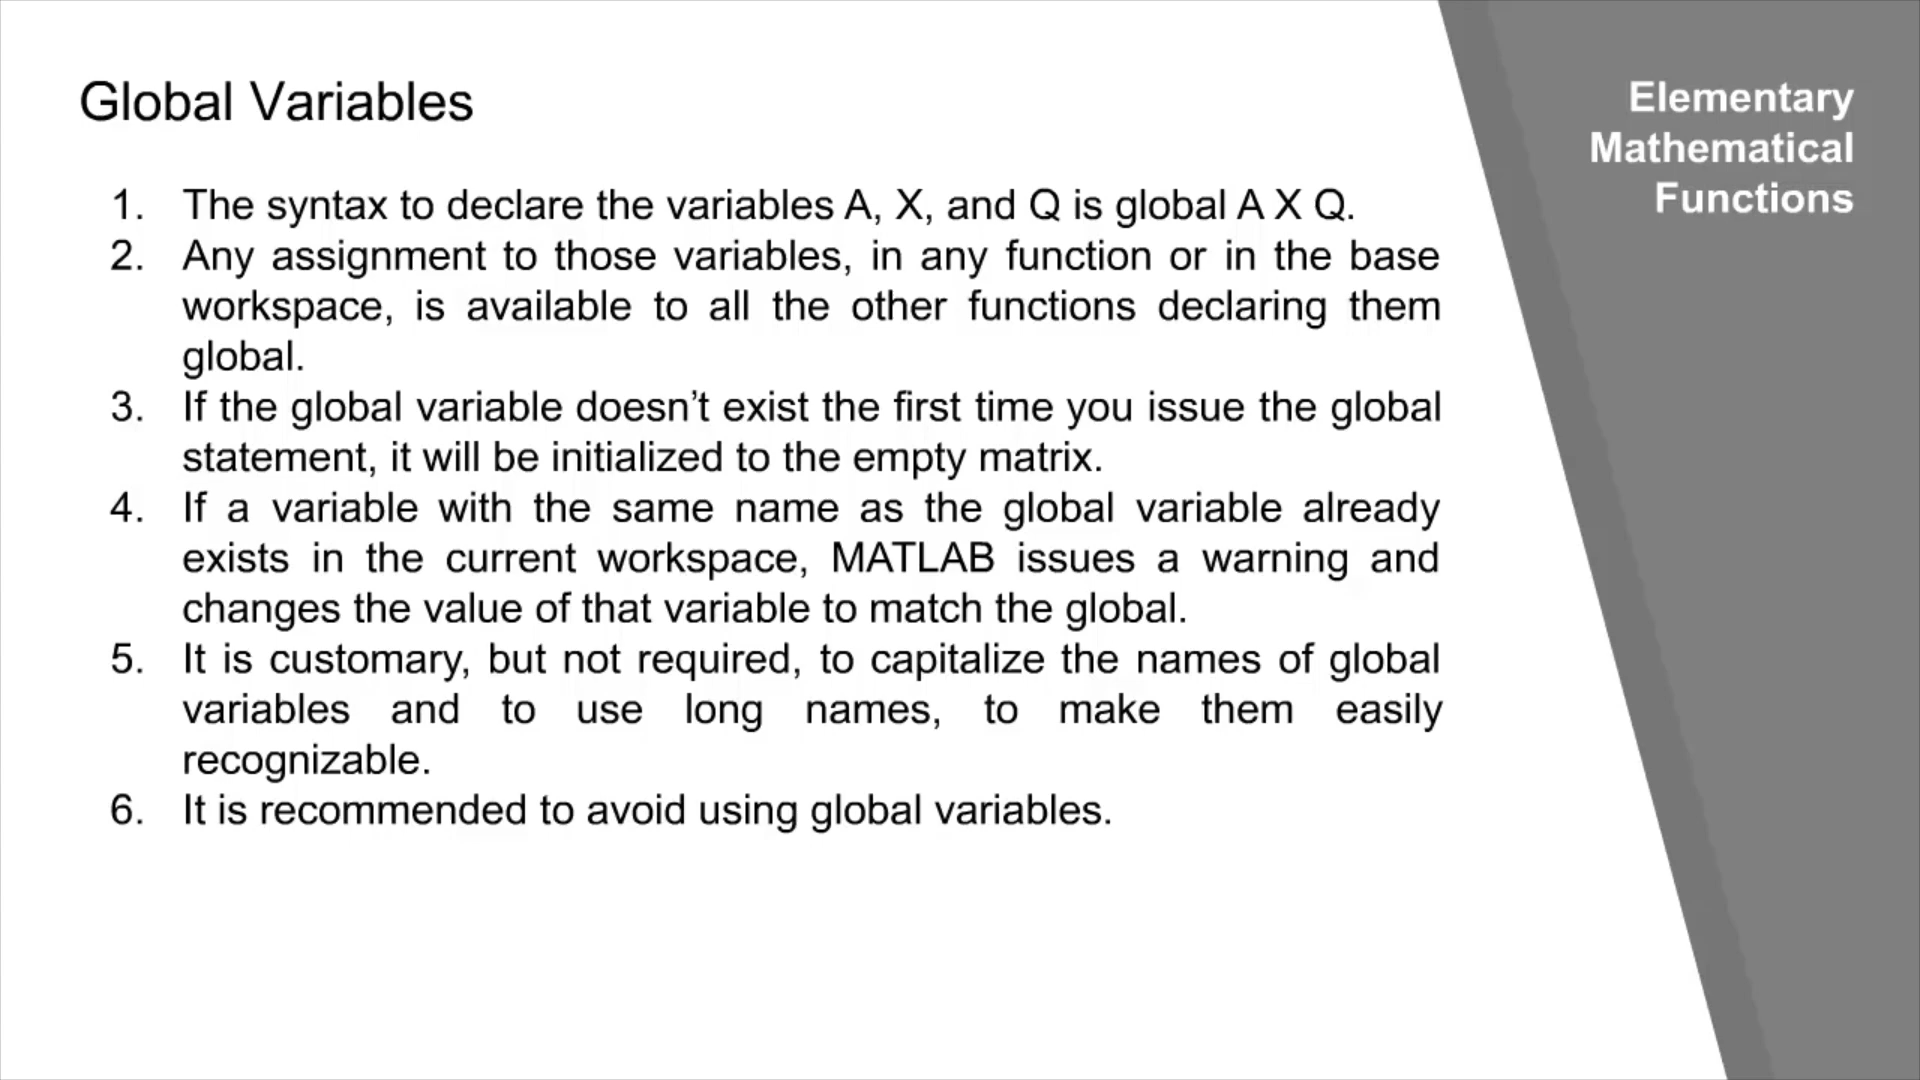 Global Variables
1. The syntax to declare the variables A, X, and Q is global A X Q.
2. Any assignment to those variables, in any function or in the base
workspace, is available to all the other functions declaring them
global.
3. If the global variable doesn’t exist the first time you issue the global
statement, it will be initialized to the empty matrix.
4. If a variable with the same name as the global variable already
exists in the current workspace, MATLAB issues a warning and
changes the value of that variable to match the global.
5. It is customary, but not required, to capitalize the names of global
variables and to use long names, to make them easily
recognizable.
6. It is recommended to avoid using global variables.
Elementary
Mathematical
Functions